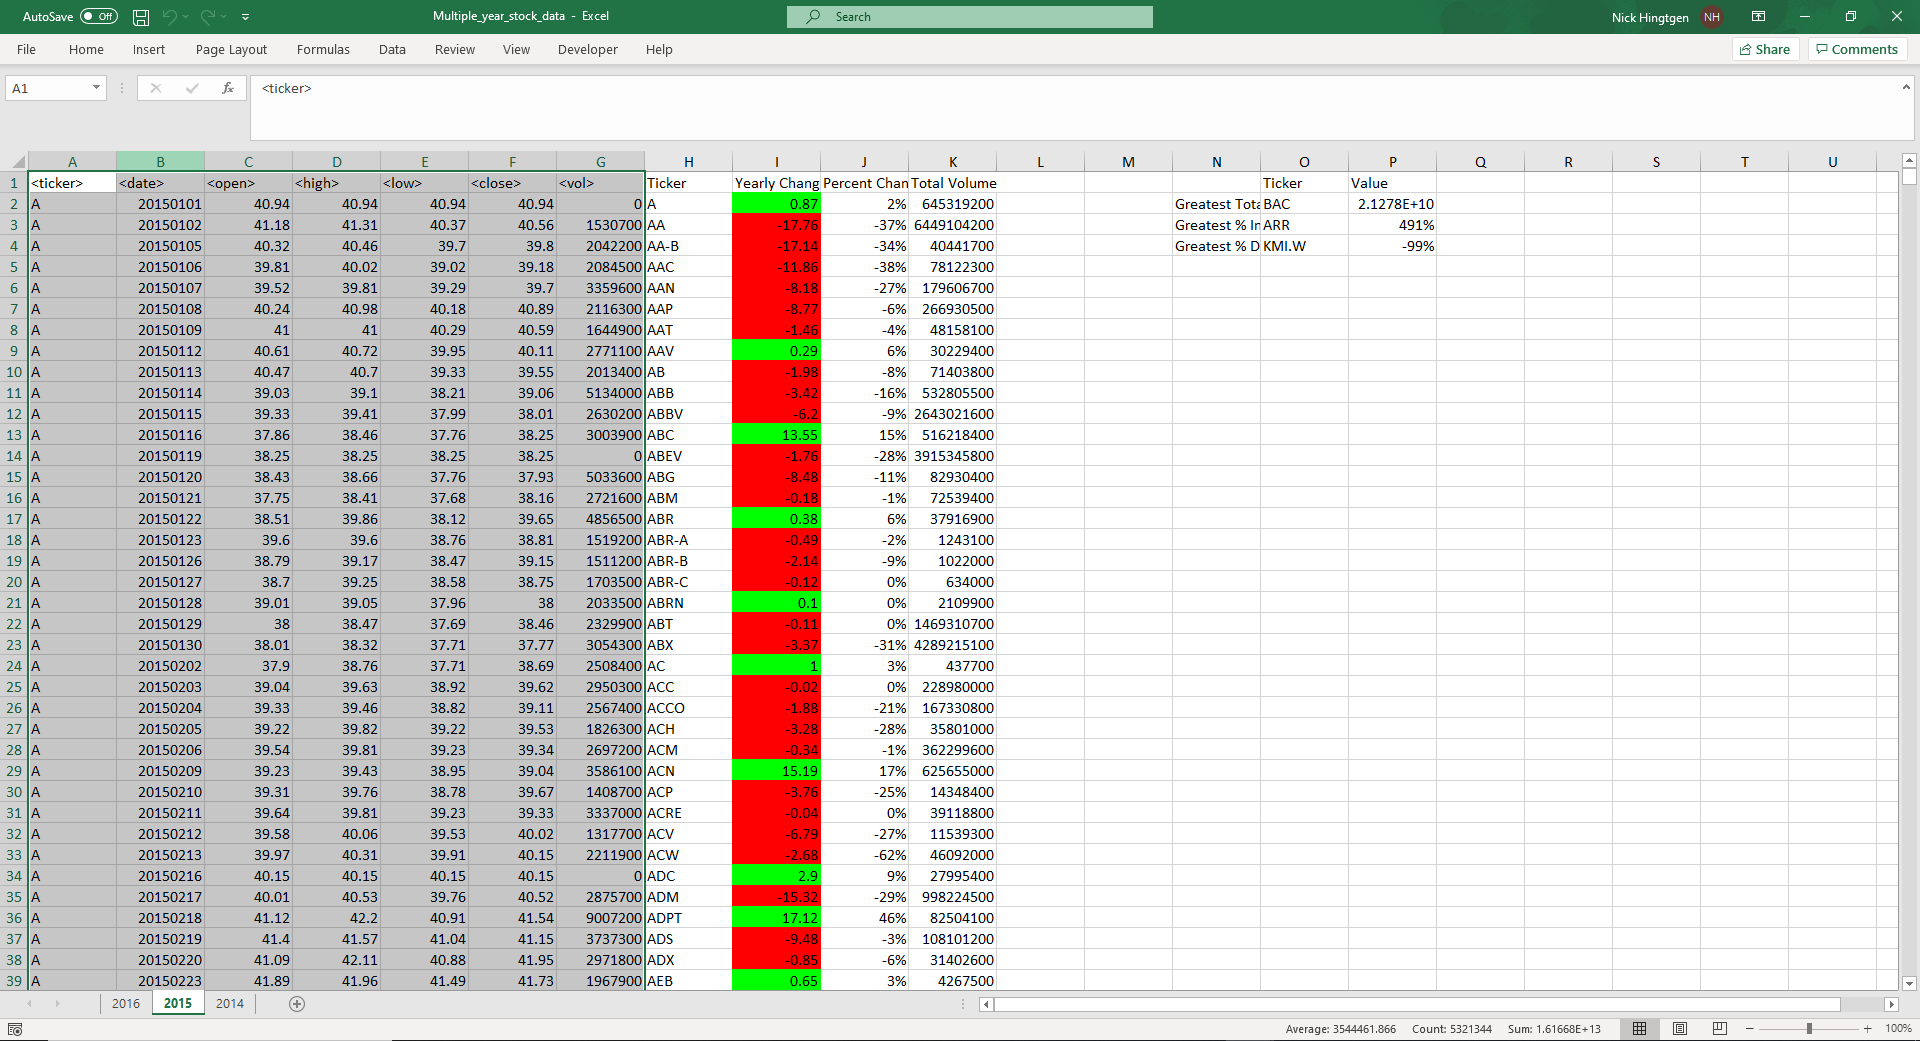 AutoSave Off Multiple_year_stock_data - Excel Search Nick Hingtgen NH
File Home Insert Page Layout Formulas Data Review View Developer Help Share Comments
A1 fx <ticker>
A B C D E F G H I J K L M N O P Q R S T U
1 <ticker> <date> <open> <high> <low> <close> <vol> Ticker Yearly Chang Percent Chan Total Volume Ticker Value
2 A 20150101 40.94 40.94 40.94 40.94 0 A 0.87 2% 645319200 Greatest Tota BAC 2.1278E+10
3 A 20150102 41.18 41.31 40.37 40.56 1530700 AA -17.76 -37% 6449104200 Greatest % In ARR 491%
4 A 20150105 40.32 40.46 39.7 39.8 2042200 AA-B -17.14 -34% 40441700 Greatest % D KMI.W -99%
5 A 20150106 39.81 40.02 39.02 39.18 2084500 AAC -11.86 -38% 78122300
6 A 20150107 39.52 39.81 39.29 39.7 3359600 AAN -8.18 -27% 179606700
7 A 20150108 40.24 40.98 40.18 40.89 2116300 AAP -8.77 -6% 266930500
8 A 20150109 41 41 40.29 40.59 1644900 AAT -1.46 -4% 48158100
9 A 20150112 40.61 40.72 39.95 40.11 2771100 AAV 0.29 6% 30229400
10 A 20150113 40.47 40.7 39.33 39.55 2013400 AB -1.98 -8% 71403800
11 A 20150114 39.03 39.1 38.21 39.06 5134000 ABB -3.42 -16% 532805500
12 A 20150115 39.33 39.41 37.99 38.01 2630200 ABBV -6.2 -9% 2643021600
13 A 20150116 37.86 38.46 37.76 38.25 3003900 ABC 13.55 15% 516218400
14 A 20150119 38.25 38.25 38.25 38.25 0 ABEV -1.76 -28% 3915345800
15 A 20150120 38.43 38.66 37.76 37.93 5033600 ABG -8.48 -11% 82930400
16 A 20150121 37.75 38.41 37.68 38.16 2721600 ABM -0.18 -1% 72539400
17 A 20150122 38.51 39.86 38.12 39.65 4856500 ABR 0.38 6% 37916900
18 A 20150123 39.6 39.6 38.76 38.81 1519200 ABR-A -0.49 -2% 1243100
19 A 20150126 38.79 39.17 38.47 39.15 1511200 ABR-B -2.14 -9% 1022000
20 A 20150127 38.7 39.25 38.58 38.75 1703500 ABR-C -0.12 0% 634000
21 A 20150128 39.01 39.05 37.96 38 2033500 ABRN 0.1 0% 2109900
22 A 20150129 38 38.47 37.69 38.46 2329900 ABT -0.11 0% 1469310700
23 A 20150130 38.01 38.32 37.71 37.77 3054300 ABX -3.37 -31% 4289215100
24 A 20150202 37.9 38.76 37.71 38.69 2508400 AC 1 3% 437700
25 A 20150203 39.04 39.63 38.92 39.62 2950300 ACC -0.02 0% 228980000
26 A 20150204 39.33 39.46 38.82 39.11 2567400 ACCO -1.88 -21% 167330800
27 A 20150205 39.22 39.82 39.22 39.53 1826300 ACH -3.28 -28% 35801000
28 A 20150206 39.54 39.81 39.23 39.34 2697200 ACM -0.34 -1% 362299600
29 A 20150209 39.23 39.43 38.95 39.04 3586100 ACN 15.19 17% 625655000
30 A 20150210 39.31 39.76 38.78 39.67 1408700 ACP -3.76 -25% 14348400
31 A 20150211 39.64 39.81 39.23 39.33 3337000 ACRE -0.04 0% 39118800
32 A 20150212 39.58 40.06 39.53 40.02 1317700 ACV -6.79 -27% 11539300
33 A 20150213 39.97 40.31 39.91 40.15 2211900 ACW -2.68 -62% 46092000
34 A 20150216 40.15 40.15 40.15 40.15 0 ADC 2.9 9% 27995400
35 A 20150217 40.01 40.53 39.76 40.52 2875700 ADM -15.32 -29% 998224500
36 A 20150218 41.12 42.2 40.91 41.54 9007200 ADPT 17.12 46% 82504100
37 A 20150219 41.4 41.57 41.04 41.15 3737300 ADS -9.48 -3% 108101200
38 A 20150220 41.09 42.11 40.88 41.95 2971800 ADX -0.85 -6% 31402600
39 A 20150223 41.89 41.96 41.49 41.73 1967900 AEB 0.65 3% 4267500
2016 2015 2014
Average: 3544461.866 Count: 5321344 Sum: 1.61668E+13 100%